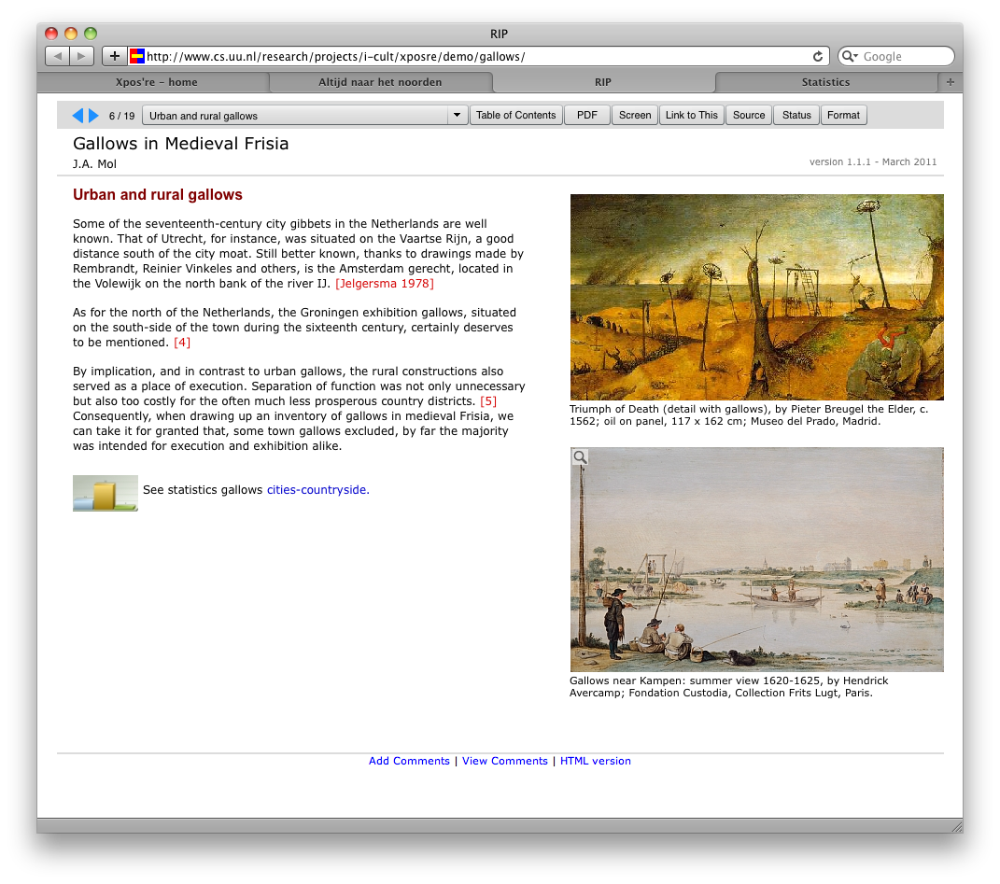 RIP
http://www.cs.uu.nl/research/projects/i-cult/xposre/demo/gallows/
Google
Xpos're - home
Altijd naar het noorden
RIP
Statistics
6 / 19
Urban and rural gallows
Table of Contents
PDF
Screen
Link to This
Source
Status
Format
Gallows in Medieval Frisia
J.A. Mol
version 1.1.1 - March 2011
Urban and rural gallows
Some of the seventeenth-century city gibbets in the Netherlands are well
known. That of Utrecht, for instance, was situated on the Vaartse Rijn, a good
distance south of the city moat. Still better known, thanks to drawings made by
Rembrandt, Reinier Vinkeles and others, is the Amsterdam gerecht, located in
the Volewijk on the north bank of the river IJ. [Jelgersma 1978]
As for the north of the Netherlands, the Groningen exhibition gallows, situated
on the south-side of the town during the sixteenth century, certainly deserves
to be mentioned. [4]
By implication, and in contrast to urban gallows, the rural constructions also
served as a place of execution. Separation of function was not only unnecessary
but also too costly for the often much less prosperous country districts. [5]
Consequently, when drawing up an inventory of gallows in medieval Frisia, we
can take it for granted that, some town gallows excluded, by far the majority
was intended for execution and exhibition alike.
See statistics gallows cities-countryside.
Triumph of Death (detail with gallows), by Pieter Breugel the Elder, c.
1562; oil on panel, 117 x 162 cm; Museo del Prado, Madrid.
Gallows near Kampen: summer view 1620-1625, by Hendrick
Avercamp; Fondation Custodia, Collection Frits Lugt, Paris.
Add Comments | View Comments | HTML version